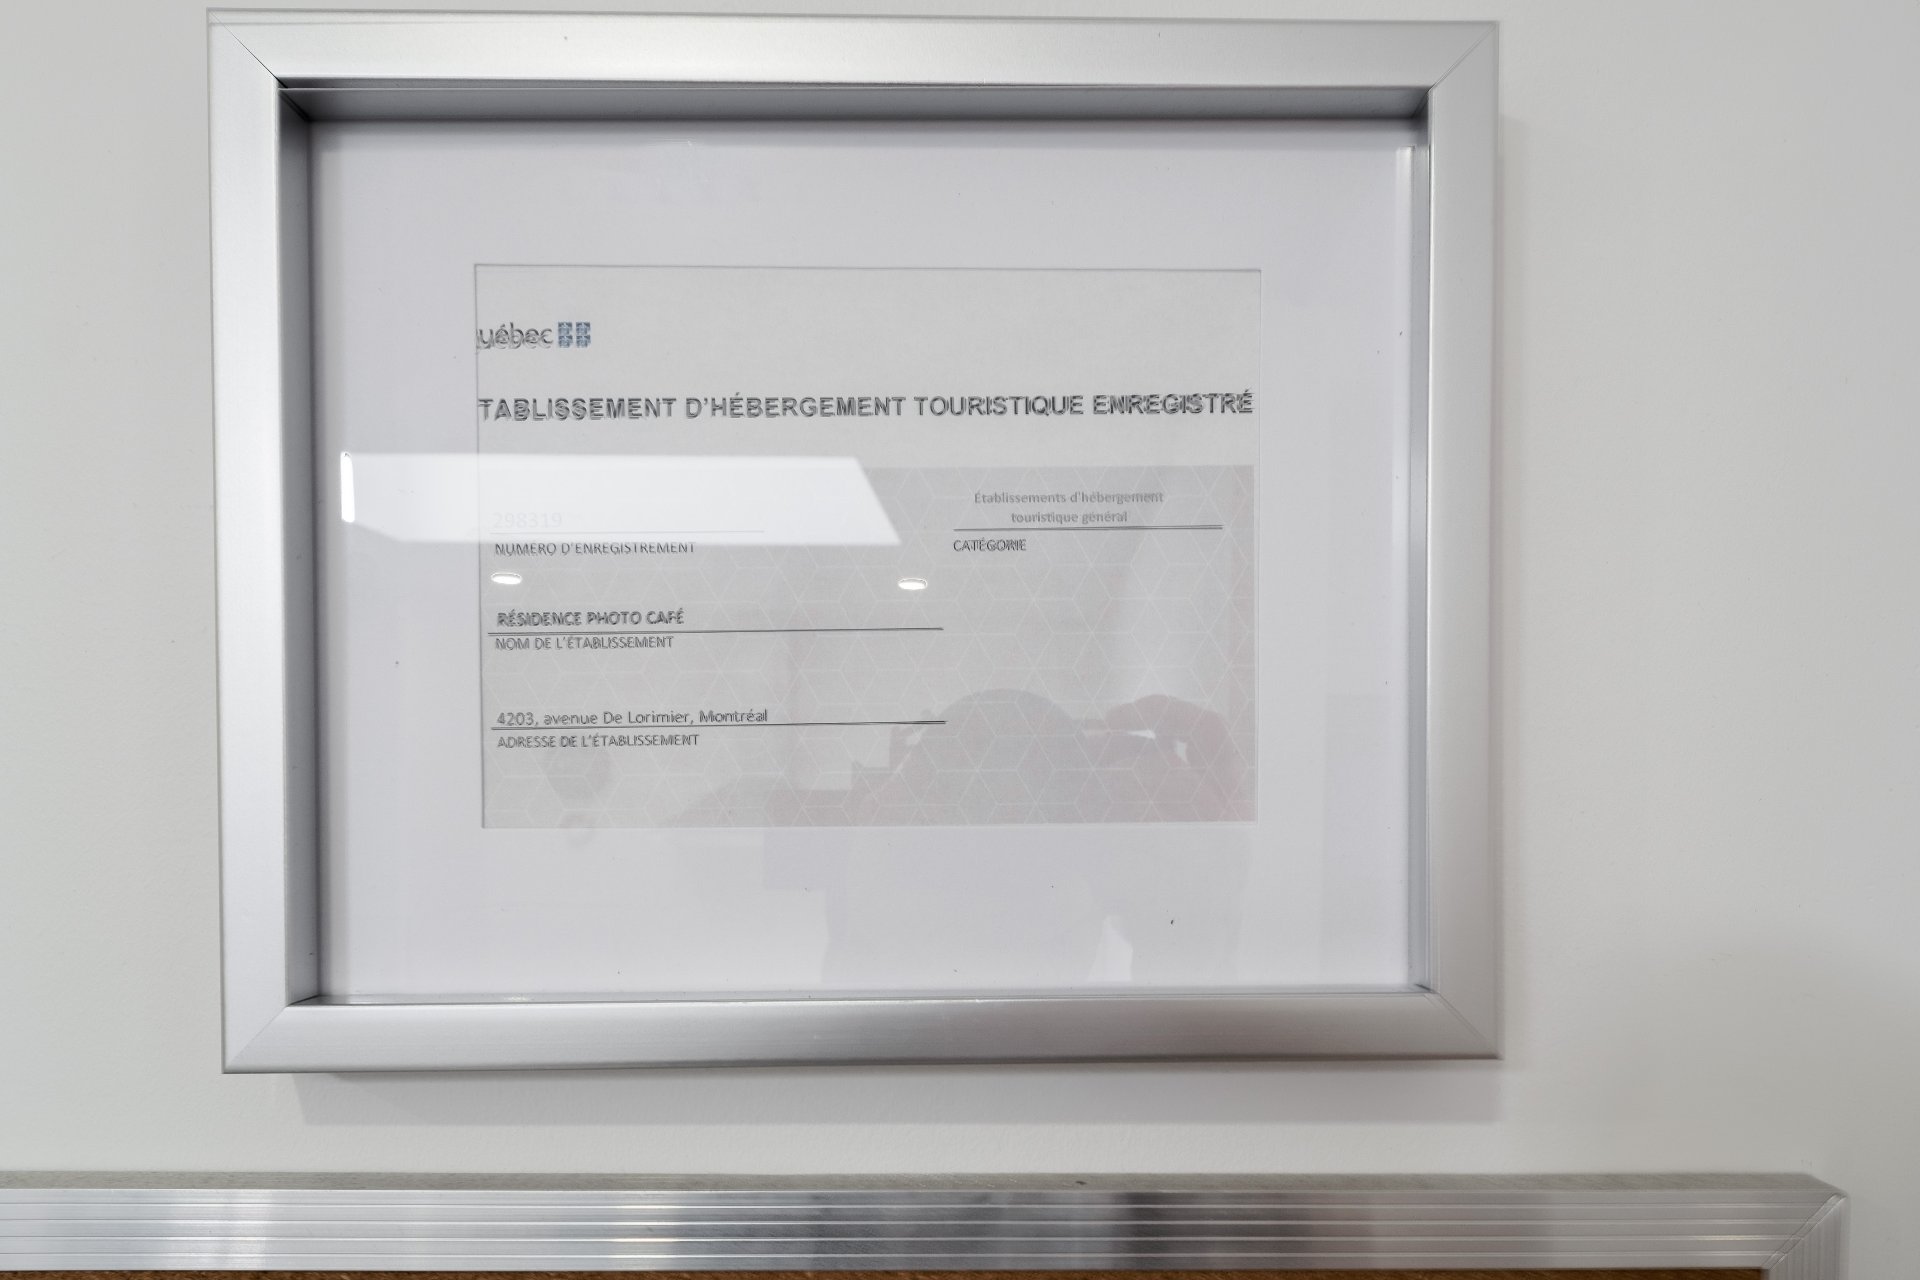 uébec
TABLISSEMENT D'HÉBERGEMENT TOURISTIQUE ENREGISTRÉ
298319
NUMÉRO D'ENREGISTREMENT
Établissements d'hébergement
touristique général
CATÉGORIE
RÉSIDENCE PHOTO CAFÉ
NOM DE L'ÉTABLISSEMENT
4203, avenue De Lorimier, Montréal
ADRESSE DE L'ÉTABLISSEMENT